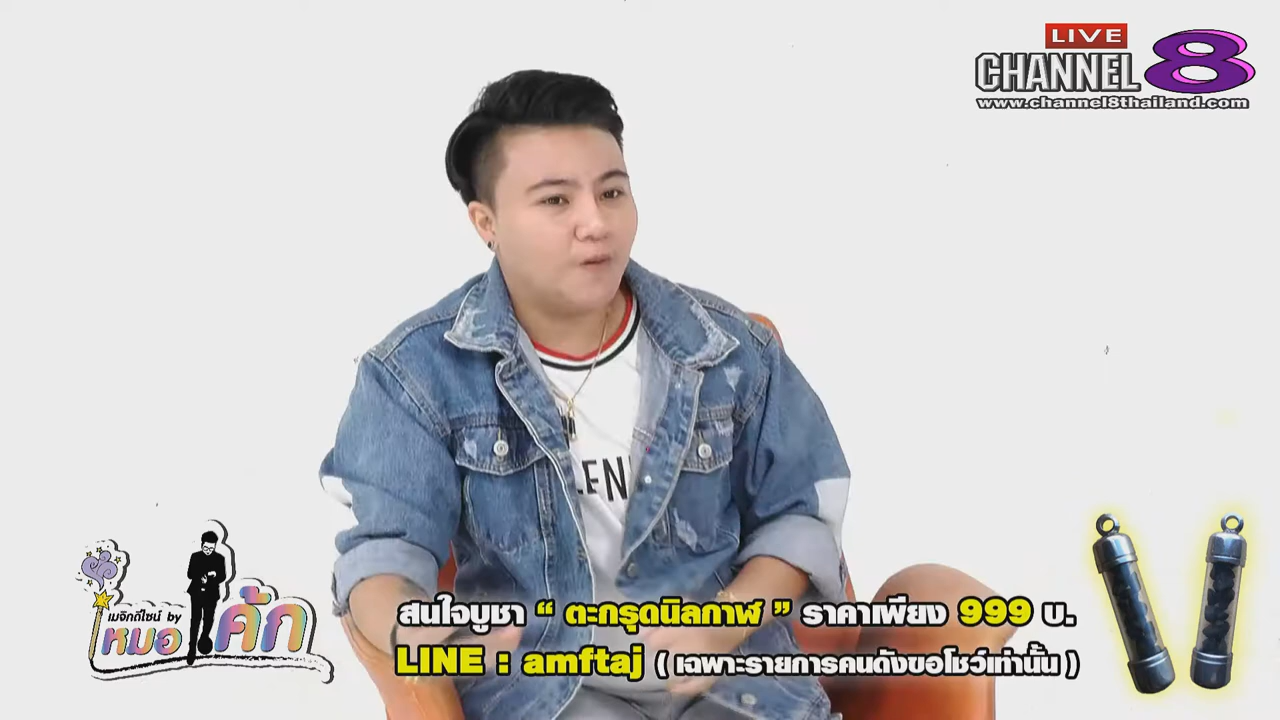 LIVE
CHANNEL 8
www.channel8thailand.com
LEN
เมจิกดีไซน์ by
หมอ
คัก
สนใจบูชา “ ตะกรุดนิลกาฬ ” ราคาเพียง 999 บ.
LINE : amftaj ( เฉพาะรายการคนดังขอโชว์เท่านั้น )